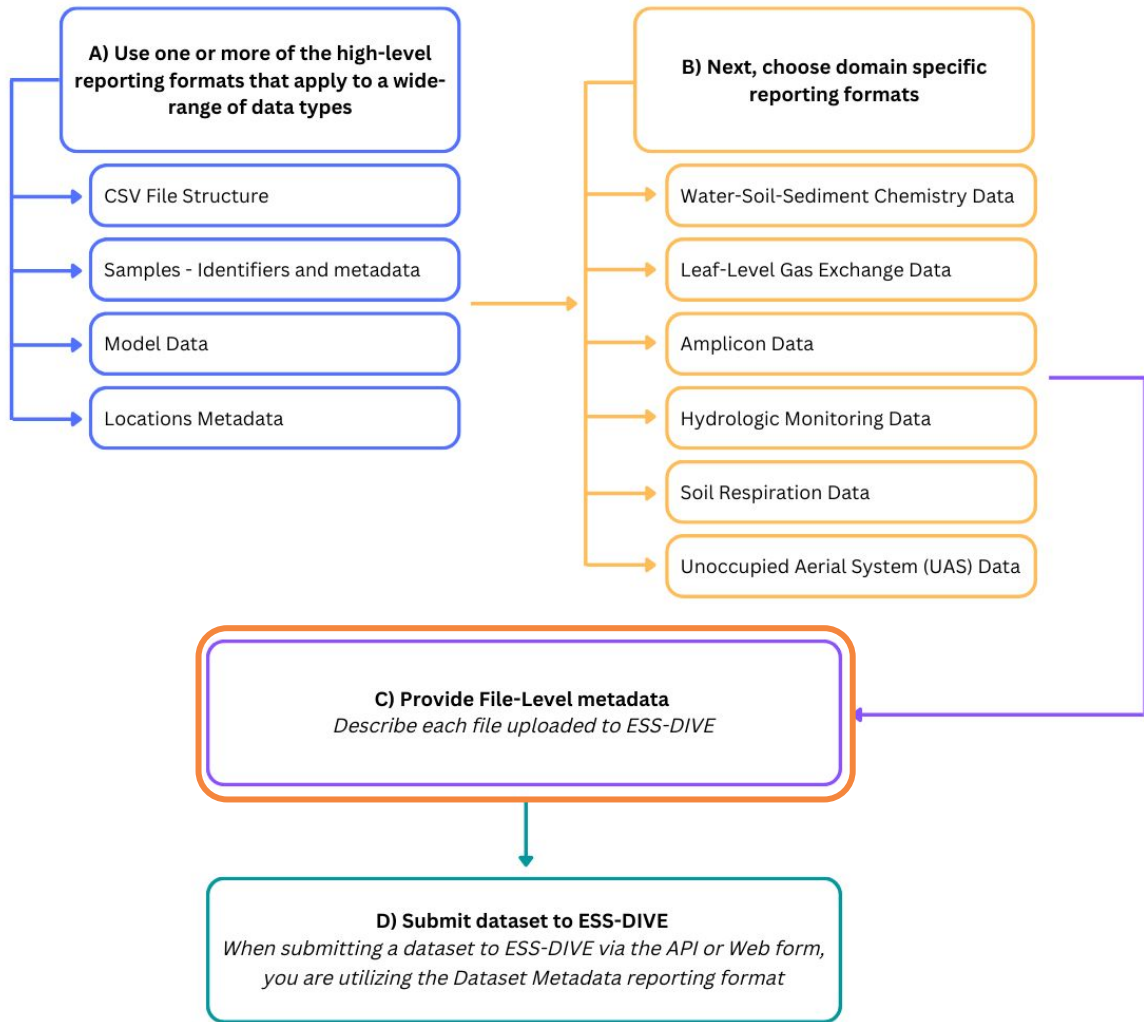 A) Use one or more of the high-level
reporting formats that apply to a wide-
range of data types
CSV File Structure
Samples - Identifiers and metadata
Model Data
Locations Metadata
B) Next, choose domain specific
reporting formats
Water-Soil-Sediment Chemistry Data
Leaf-Level Gas Exchange Data
Amplicon Data
Hydrologic Monitoring Data
Soil Respiration Data
Unoccupied Aerial System (UAS) Data
C) Provide File-Level metadata
Describe each file uploaded to ESS-DIVE
D) Submit dataset to ESS-DIVE
When submitting a dataset to ESS-DIVE via the API or Web form,
you are utilizing the Dataset Metadata reporting format